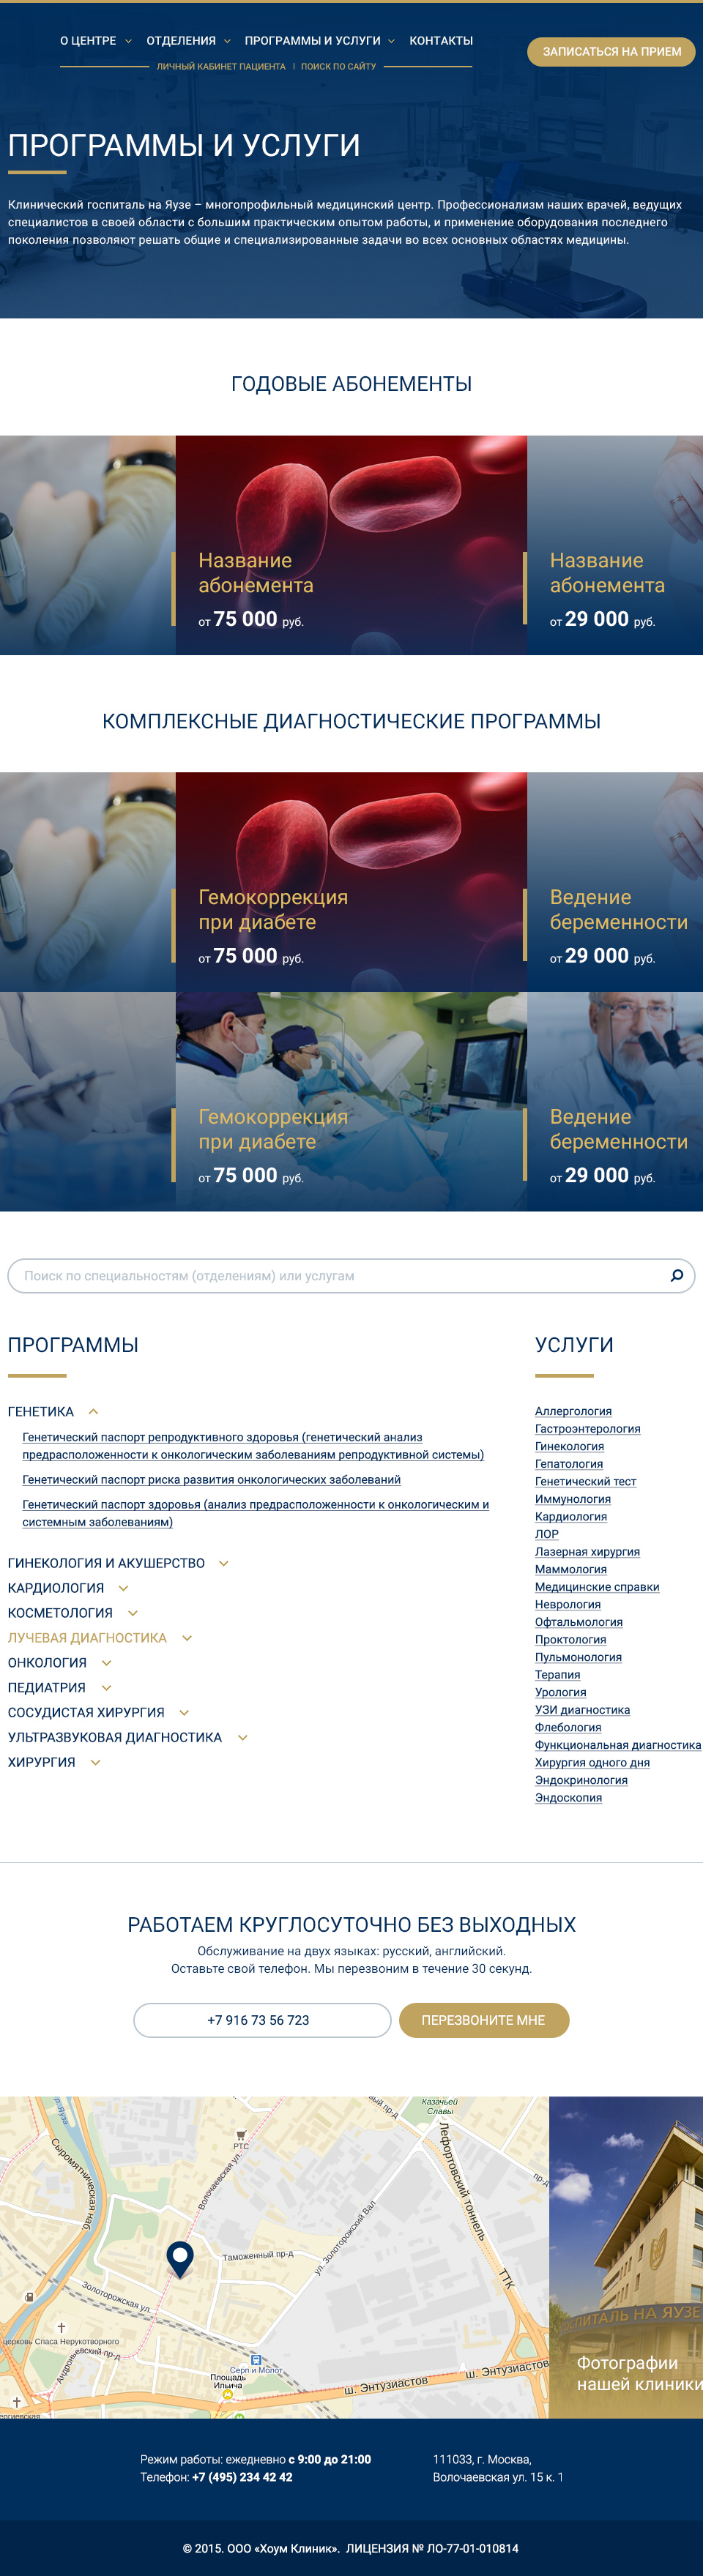 О ЦЕНТРЕ ОТДЕЛЕНИЯ ПРОГРАММЫ И УСЛУГИ КОНТАКТЫ
ЗАПИСАТЬСЯ НА ПРИЕМ
ЛИЧНЫЙ КАБИНЕТ ПАЦИЕНТА | ПОИСК ПО САЙТУ
ПРОГРАММЫ И УСЛУГИ
Клинический госпиталь на Яузе – многопрофильный медицинский центр. Профессионализм наших врачей, ведущих
специалистов в своей области с большим практическим опытом работы, и применение оборудования последнего
поколения позволяют решать общие и специализированные задачи во всех основных областях медицины.
ГОДОВЫЕ АБОНЕМЕНТЫ
Название
абонемента
от 75 000 руб.
Название
абонемента
от 29 000 руб.
КОМПЛЕКСНЫЕ ДИАГНОСТИЧЕСКИЕ ПРОГРАММЫ
Гемокоррекция
при диабете
от 75 000 руб.
Ведение
беременности
от 29 000 руб.
Гемокоррекция
при диабете
от 75 000 руб.
Ведение
беременности
от 29 000 руб.
Поиск по специальностям (отделениям) или услугам
ПРОГРАММЫ
ГЕНЕТИКА
Генетический паспорт репродуктивного здоровья (генетический анализ
предрасположенности к онкологическим заболеваниям репродуктивной системы)
Генетический паспорт риска развития онкологических заболеваний
Генетический паспорт здоровья (анализ предрасположенности к онкологическим и
системным заболеваниям)
ГИНЕКОЛОГИЯ И АКУШЕРСТВО
КАРДИОЛОГИЯ
КОСМЕТОЛОГИЯ
ЛУЧЕВАЯ ДИАГНОСТИКА
ОНКОЛОГИЯ
ПЕДИАТРИЯ
СОСУДИСТАЯ ХИРУРГИЯ
УЛЬТРАЗВУКОВАЯ ДИАГНОСТИКА
ХИРУРГИЯ
УСЛУГИ
Аллергология
Гастроэнтерология
Гинекология
Гепатология
Генетический тест
Иммунология
Кардиология
ЛОР
Лазерная хирургия
Маммология
Медицинские справки
Неврология
Офтальмология
Проктология
Пульмонология
Терапия
Урология
УЗИ диагностика
Флебология
Функциональная диагностика
Хирургия одного дня
Эндокринология
Эндоскопия
РАБОТАЕМ КРУГЛОСУТОЧНО БЕЗ ВЫХОДНЫХ
Обслуживание на двух языках: русский, английский.
Оставьте свой телефон. Мы перезвоним в течение 30 секунд.
+7 916 73 56 723
ПЕРЕЗВОНИТЕ МНЕ
р. Яуза
Казачьей
Славы
РТС
Сыромятническая наб.
Волочаевская ул.
Лефортовский тоннель
пр-д
Таможенный пр-д
ул. Золоторожский Вал
ТТК
Золоторожская ул.
церковь Спаса Нерукотворного
Андроньевский пр-д
Серп и Молот
Площадь
Ильича
ш. Энтузиастов
ш. Энтузиастов
ГОСПИТАЛЬ НА ЯУЗЕ
Фотографии
нашей клиники
Режим работы: ежедневно с 9:00 до 21:00
Телефон: +7 (495) 234 42 42
111033, г. Москва,
Волочаевская ул. 15 к. 1
© 2015. ООО «Хоум Клиник». ЛИЦЕНЗИЯ № ЛО-77-01-010814